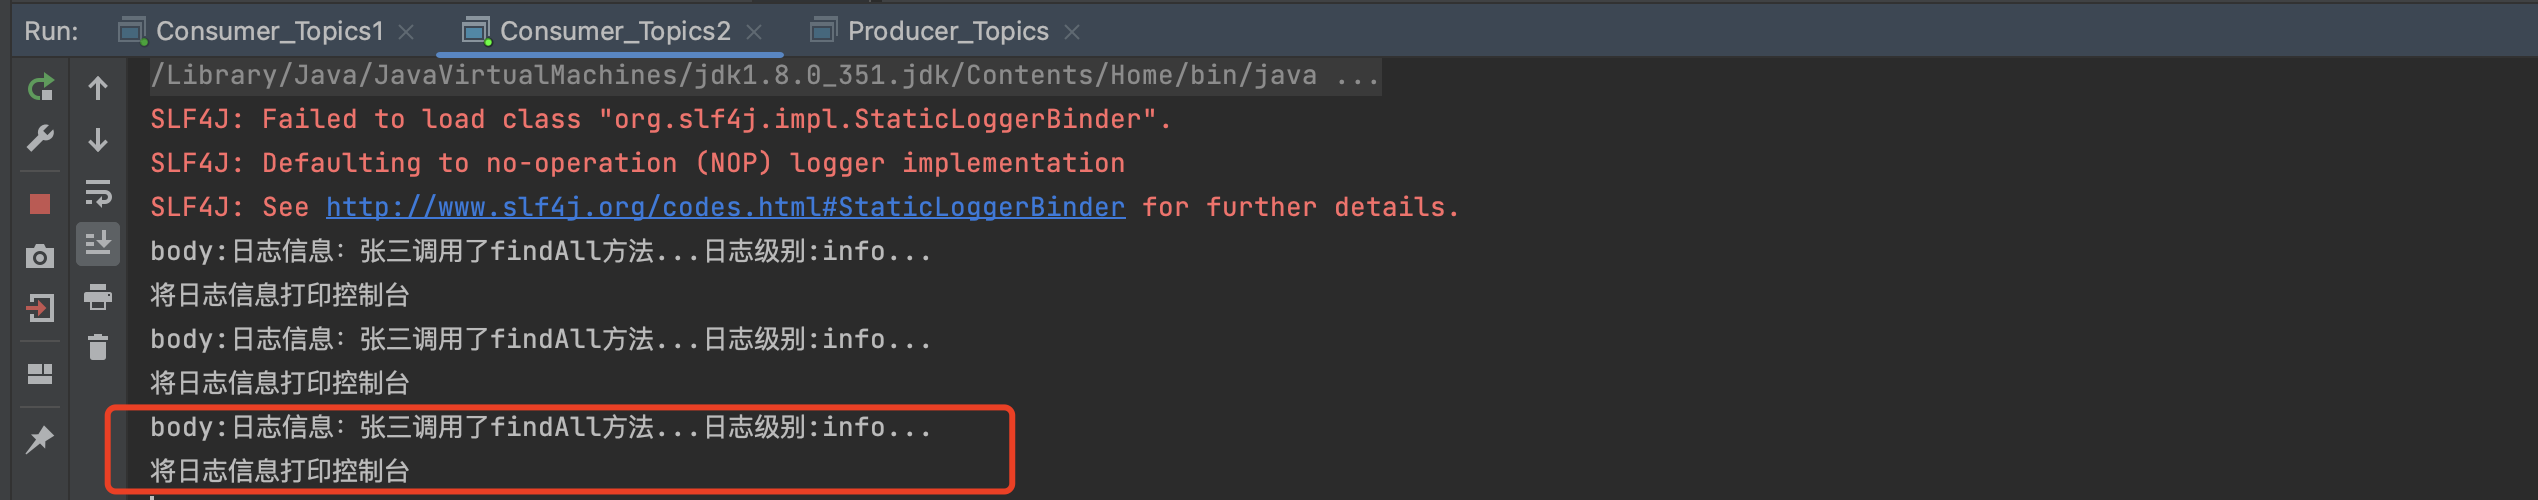 Run: Consumer_Topics1 Consumer_Topics2 Producer_Topics
/Library/Java/JavaVirtualMachines/jdk1.8.0_351.jdk/Contents/Home/bin/java ...
SLF4J: Failed to load class "org.slf4j.impl.StaticLoggerBinder".
SLF4J: Defaulting to no-operation (NOP) logger implementation
SLF4J: See http://www.slf4j.org/codes.html#StaticLoggerBinder for further details.
body:日志信息：张三调用了findAll方法...日志级别:info...
将日志信息打印控制台
body:日志信息：张三调用了findAll方法...日志级别:info...
将日志信息打印控制台
body:日志信息：张三调用了findAll方法...日志级别:info...
将日志信息打印控制台